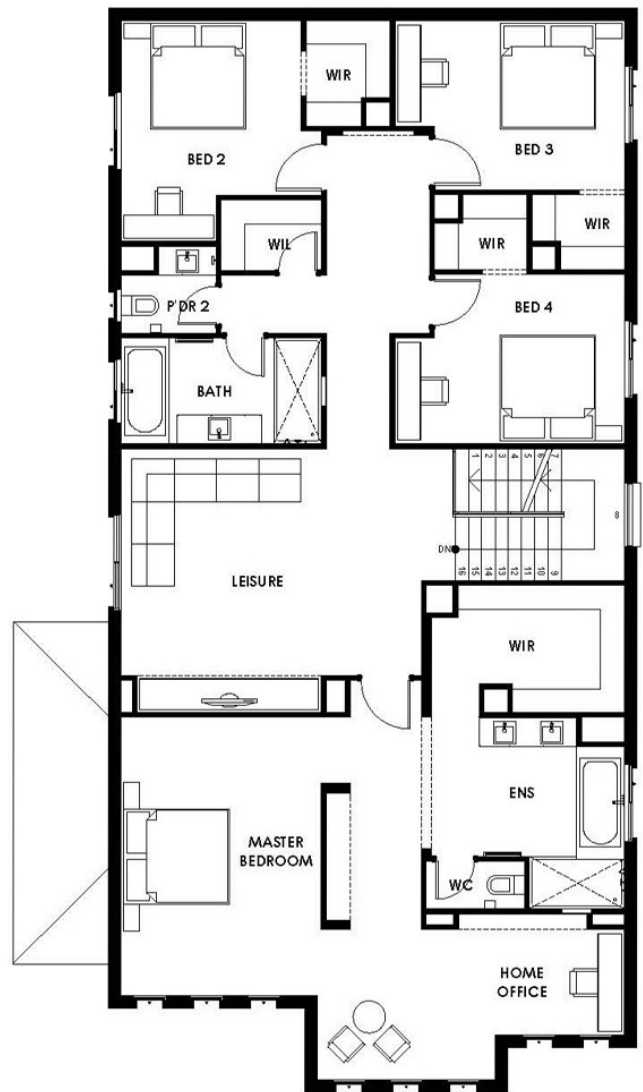 WIR
BED 2
BED 3
WIR
WIL
WIR
P'DR 2
BED 4
BATH
1 2 3 4 5 6 7
8
DN
16 15 14 13 12 11 10 9
LEISURE
WIR
ENS
MASTER
BEDROOM
WC
HOME
OFFICE